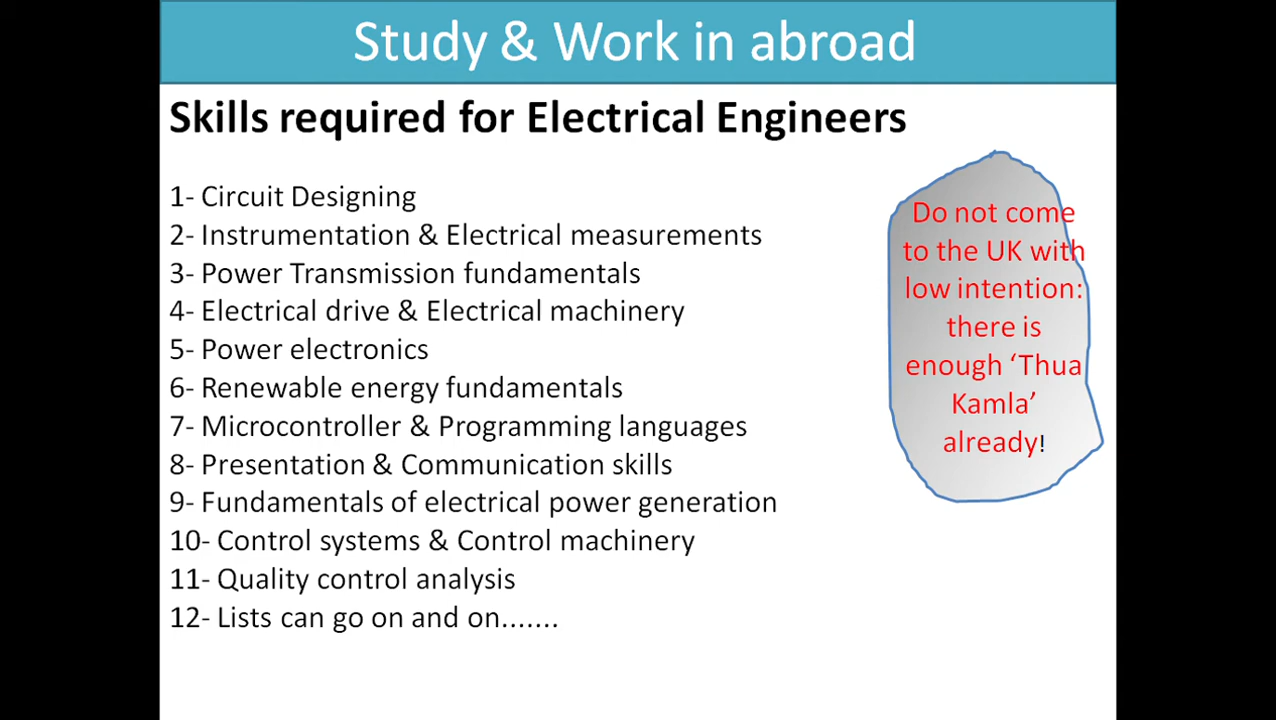 Study & Work in abroad
Skills required for Electrical Engineers
1- Circuit Designing
2- Instrumentation & Electrical measurements
3- Power Transmission fundamentals
4- Electrical drive & Electrical machinery
5- Power electronics
6- Renewable energy fundamentals
7- Microcontroller & Programming languages
8- Presentation & Communication skills
9- Fundamentals of electrical power generation
10- Control systems & Control machinery
11- Quality control analysis
12- Lists can go on and on.......
Do not come
to the UK with
low intention:
there is
enough ‘Thua
Kamla’
already!